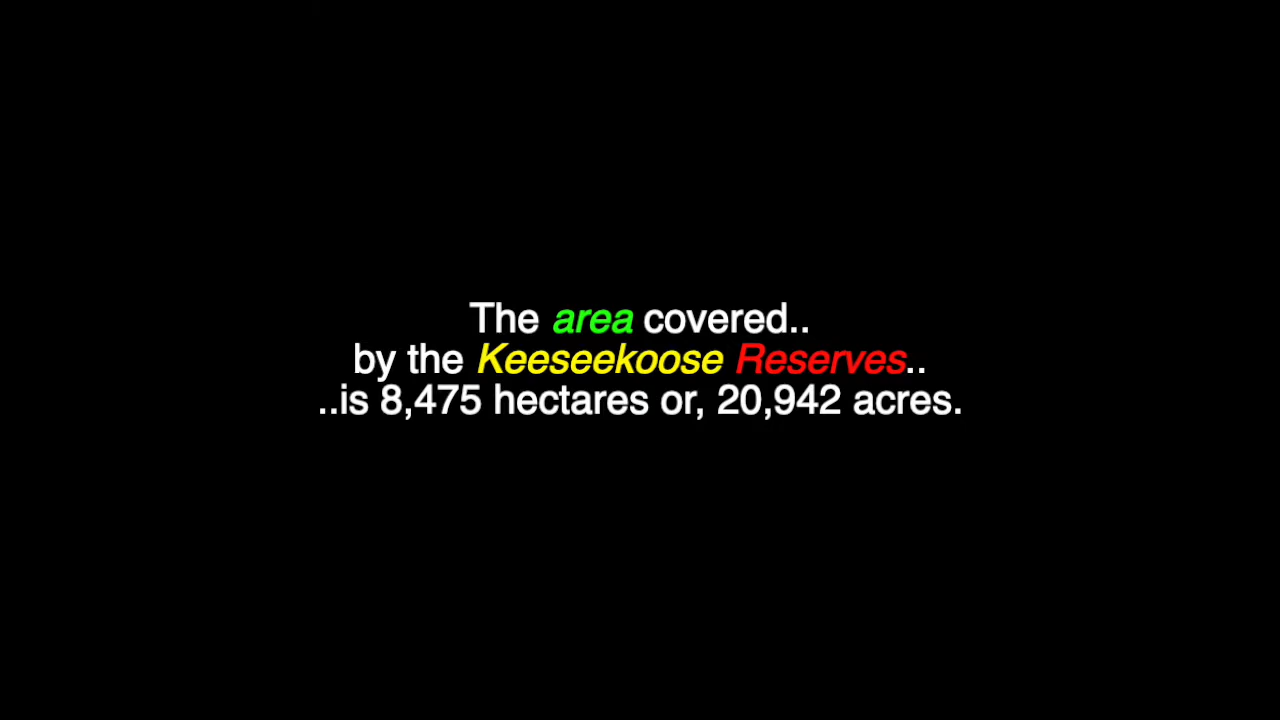 The area covered..
by the Keeseekoose Reserves..
..is 8,475 hectares or, 20,942 acres.